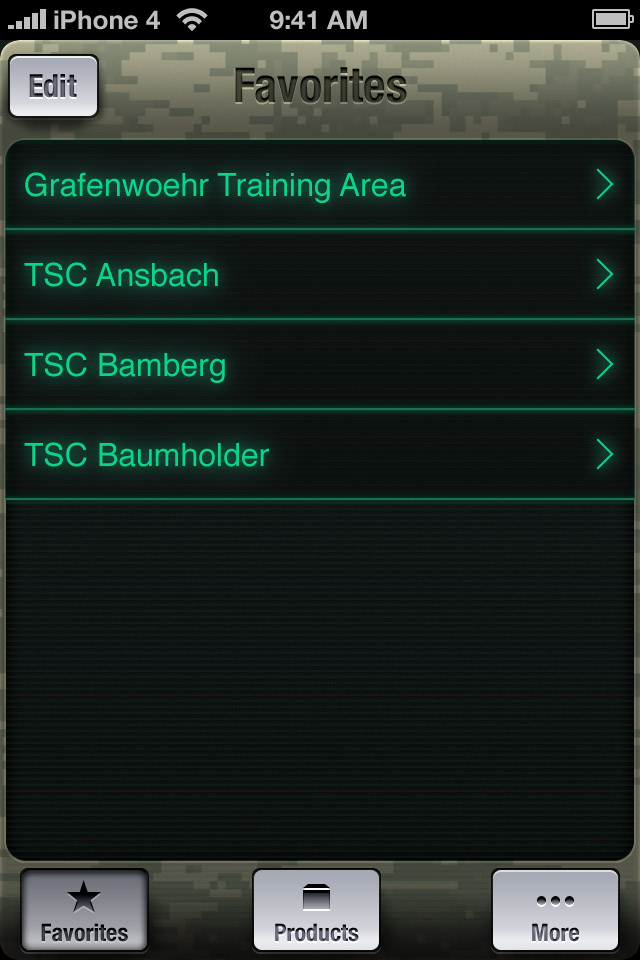 iPhone 4 9:41 AM
Edit Favorites
Grafenwoehr Training Area
TSC Ansbach
TSC Bamberg
TSC Baumholder
Favorites Products More